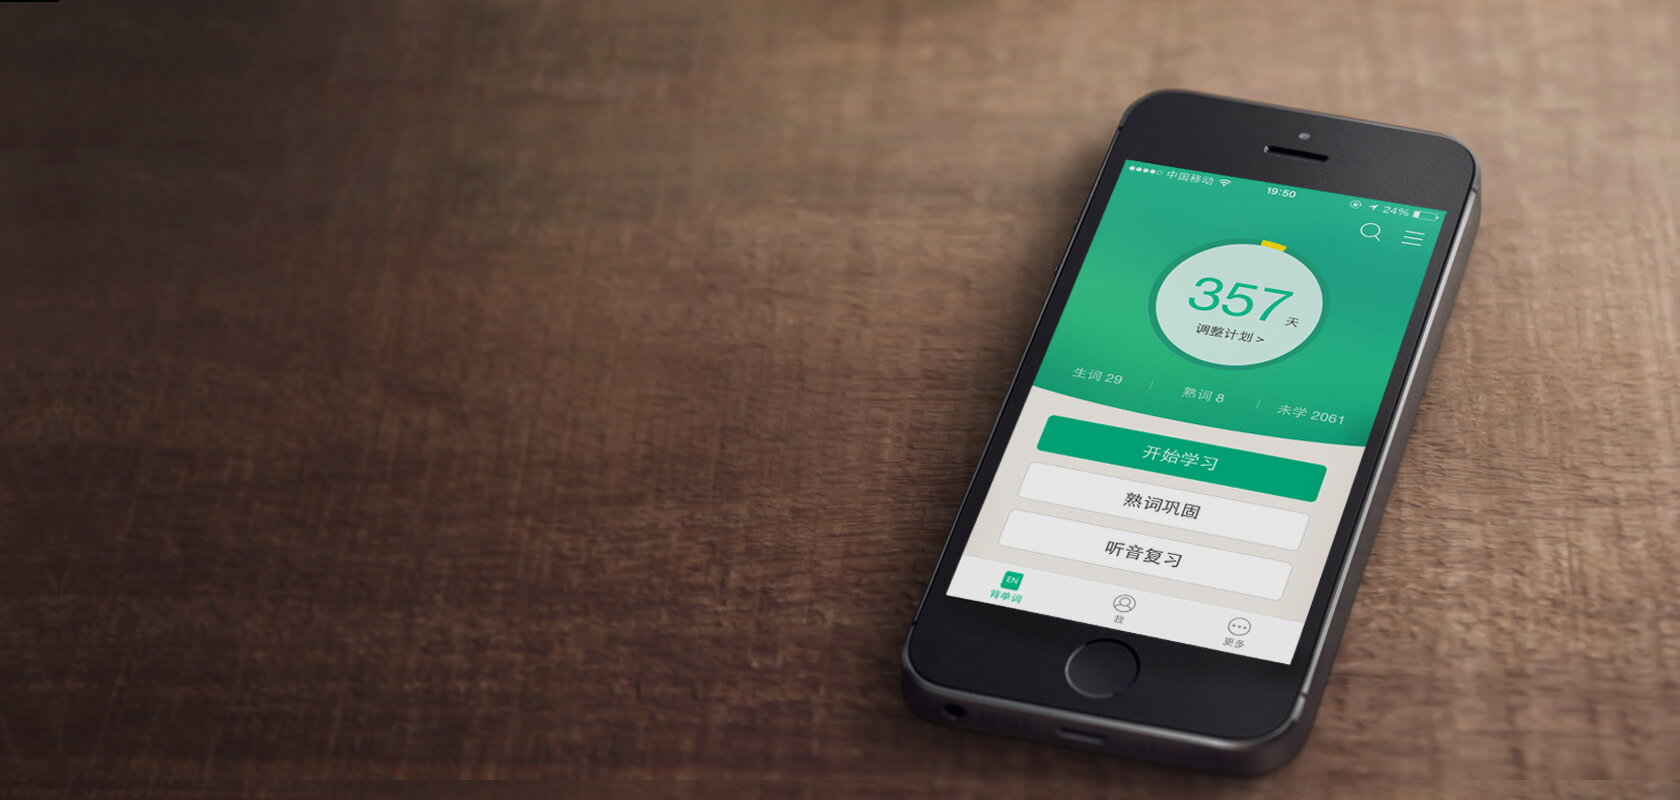 中国移动 19:50 24%
357 天
调整计划 >
生词 29 熟词 8 未学 2061
开始学习
熟词巩固
听音复习
EN
背单词 我 更多